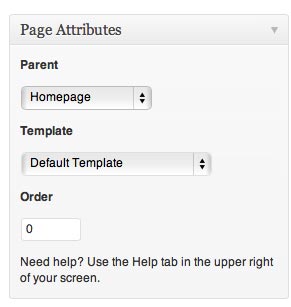 Page Attributes
Parent
Homepage
Template
Default Template
Order
0
Need help? Use the Help tab in the upper right
of your screen.